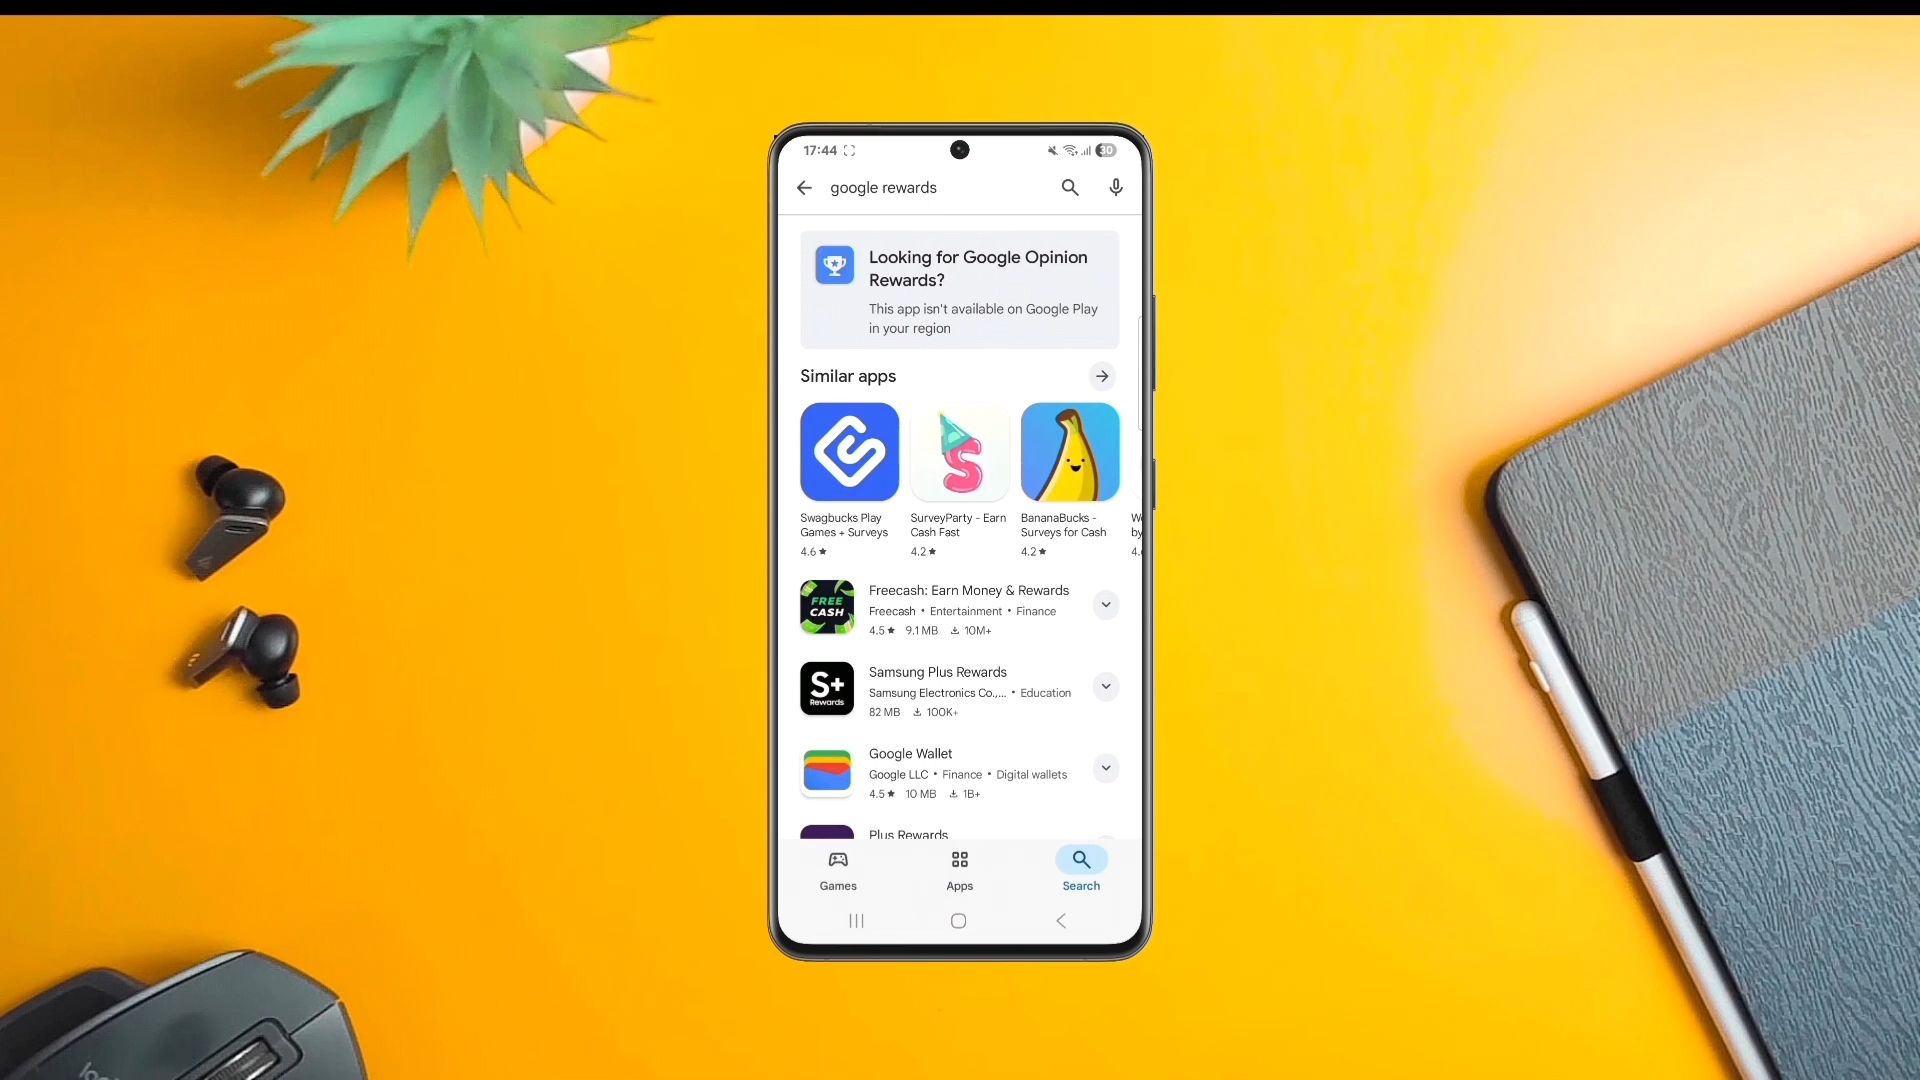 17:44
30
google rewards
Looking for Google Opinion
Rewards?
This app isn't available on Google Play
in your region
Similar apps
Swagbucks Play
Games + Surveys
4.6 ★
SurveyParty - Earn
Cash Fast
4.2 ★
BananaBucks -
Surveys for Cash
4.2 ★
FREE
CASH
Freecash: Earn Money & Rewards
Freecash • Entertainment • Finance
4.5 ★ 9.1 MB 10M+
S+
Rewards
Samsung Plus Rewards
Samsung Electronics Co.,... • Education
82 MB 100K+
Google Wallet
Google LLC • Finance • Digital wallets
4.5 ★ 10 MB 1B+
Plus Rewards
Games
Apps
Search